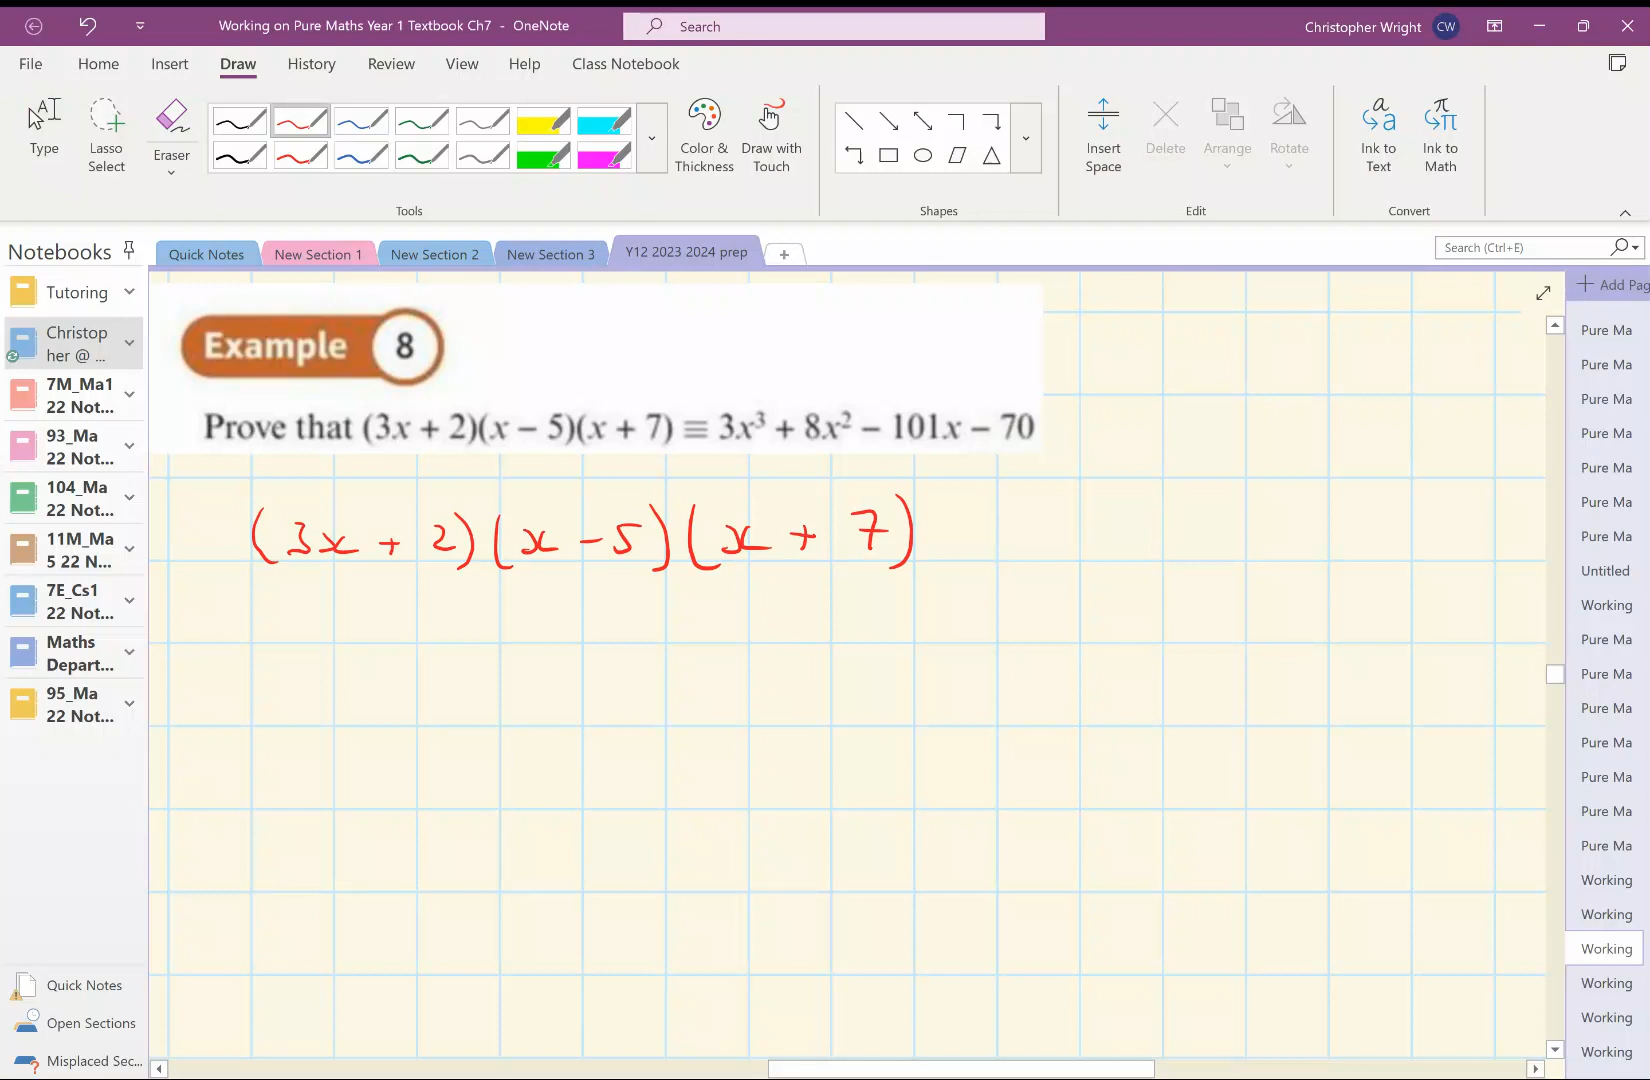 Working on Pure Maths Year 1 Textbook Ch7 - OneNote
Search
Christopher Wright CW
File Home Insert Draw History Review View Help Class Notebook
Type
Lasso Select
Eraser
Color & Thickness
Draw with Touch
Insert Space
Delete
Arrange
Rotate
Ink to Text
Ink to Math
Tools Shapes Edit Convert
Notebooks
Quick Notes New Section 1 New Section 2 New Section 3 Y12 2023 2024 prep +
Search (Ctrl+E)
Tutoring
Christop
her @ ...
7M_Ma1
22 Not...
93_Ma
22 Not...
104_Ma
22 Not...
11M_Ma
5 22 N...
7E_Cs1
22 Not...
Maths
Depart...
95_Ma
22 Not...
Quick Notes
Open Sections
Misplaced Sec...
Example 8
Prove that (3x + 2)(x − 5)(x + 7) ≡ 3x³ + 8x² − 101x − 70
(3x + 2)(x − 5)(x + 7)
+ Add Pag
Pure Ma
Pure Ma
Pure Ma
Pure Ma
Pure Ma
Pure Ma
Pure Ma
Untitled
Working
Pure Ma
Pure Ma
Pure Ma
Pure Ma
Pure Ma
Pure Ma
Pure Ma
Working
Working
Working
Working
Working
Working